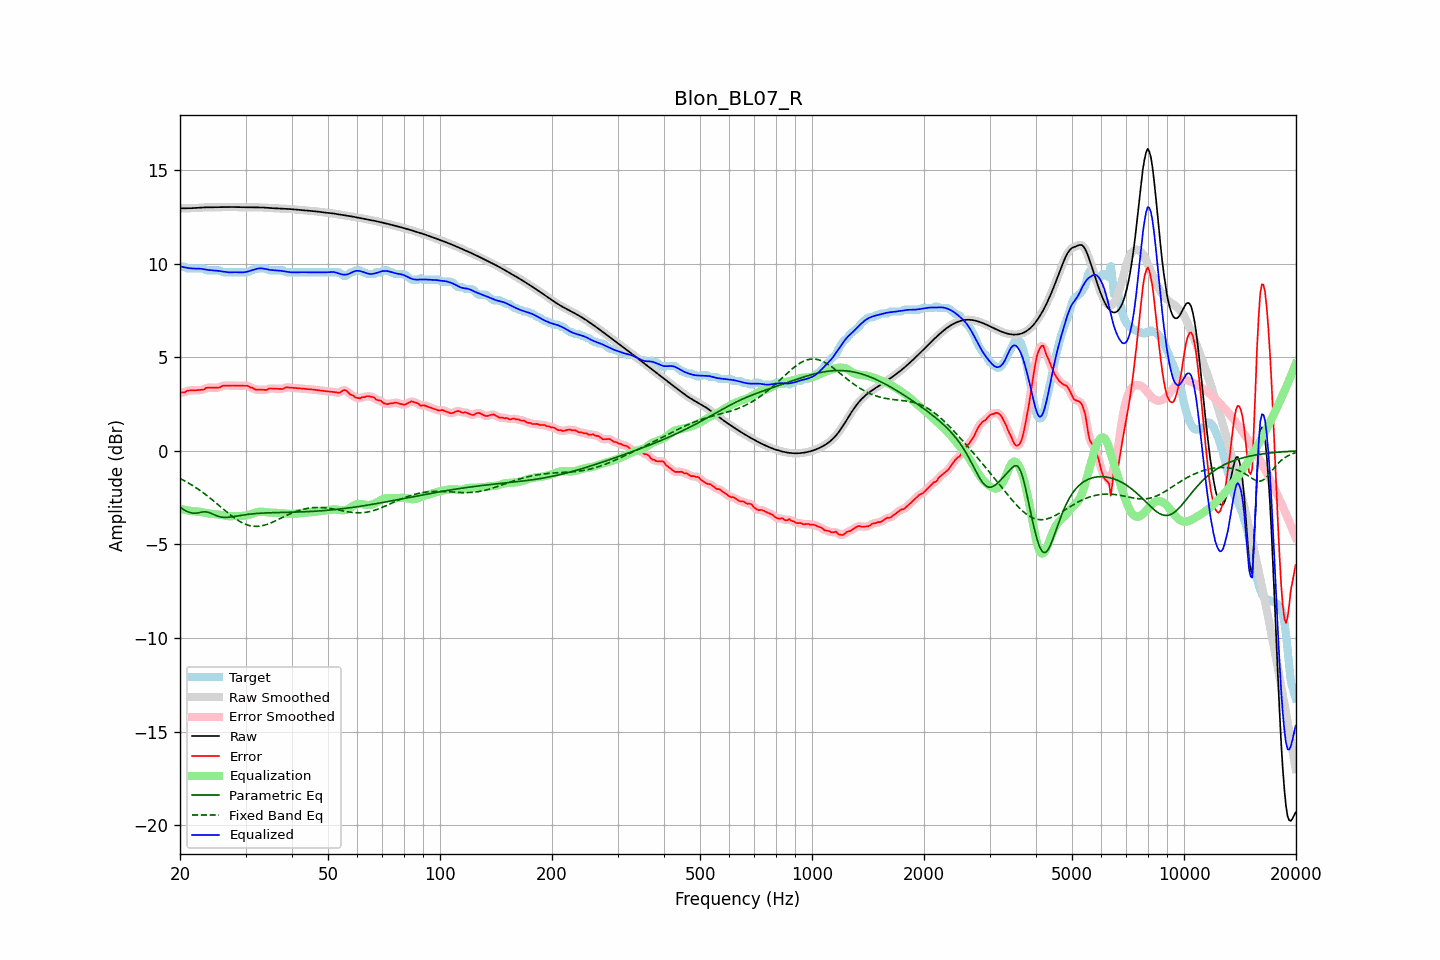 Blon_BL07_R
Amplitude (dBr)
15
10
5
0
−5
−10
−15
−20
Target
Raw Smoothed
Error Smoothed
Raw
Error
Equalization
Parametric Eq
Fixed Band Eq
Equalized
20 50 100 200 500 1000 2000 5000 10000 20000
Frequency (Hz)